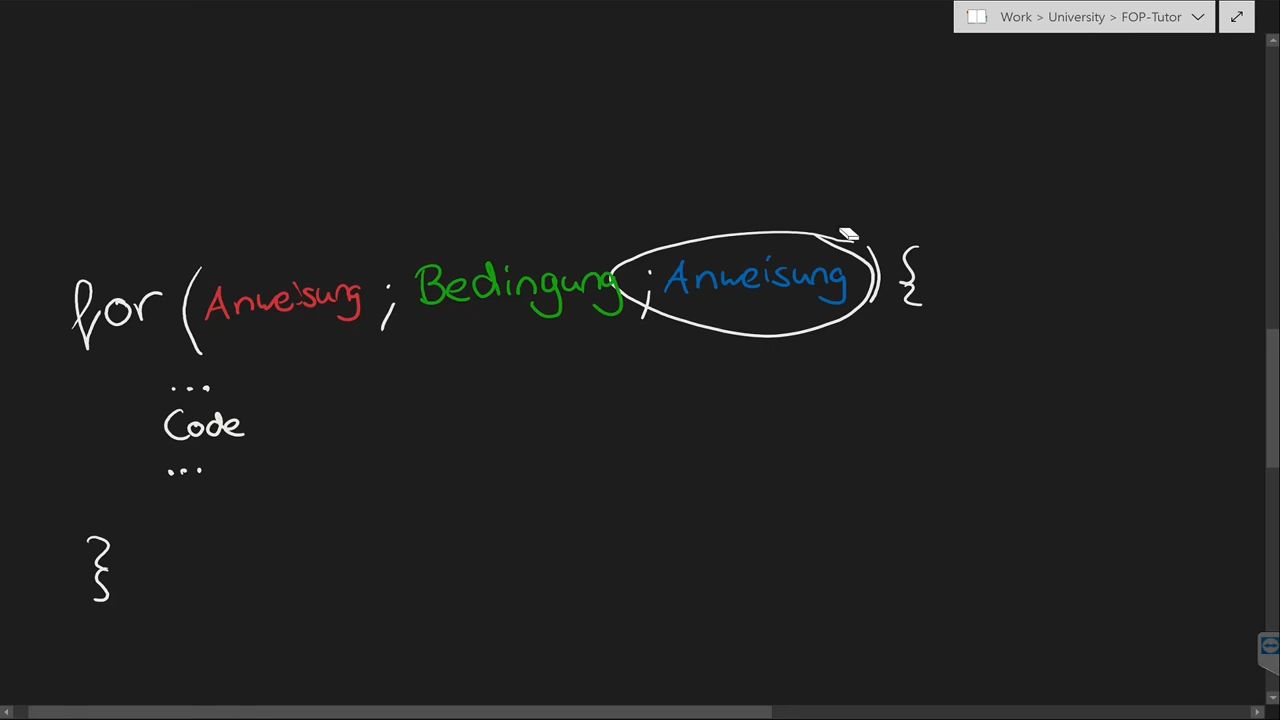 Work > University > FOP-Tutor
for (Anweisung ; Bedingung ; Anweisung) {
...
Code
...
}